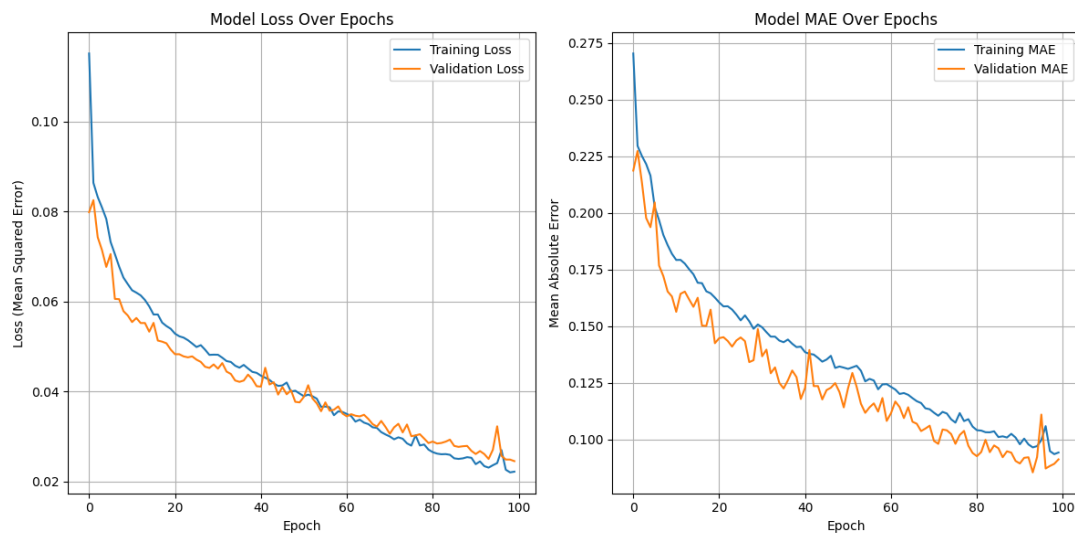 Model Loss Over Epochs
Training Loss
Validation Loss
0.10
0.08
0.06
0.04
0.02
Loss (Mean Squared Error)
0
20
40
60
80
100
Epoch
Model MAE Over Epochs
Training MAE
Validation MAE
0.275
0.250
0.225
0.200
0.175
0.150
0.125
0.100
Mean Absolute Error
0
20
40
60
80
100
Epoch